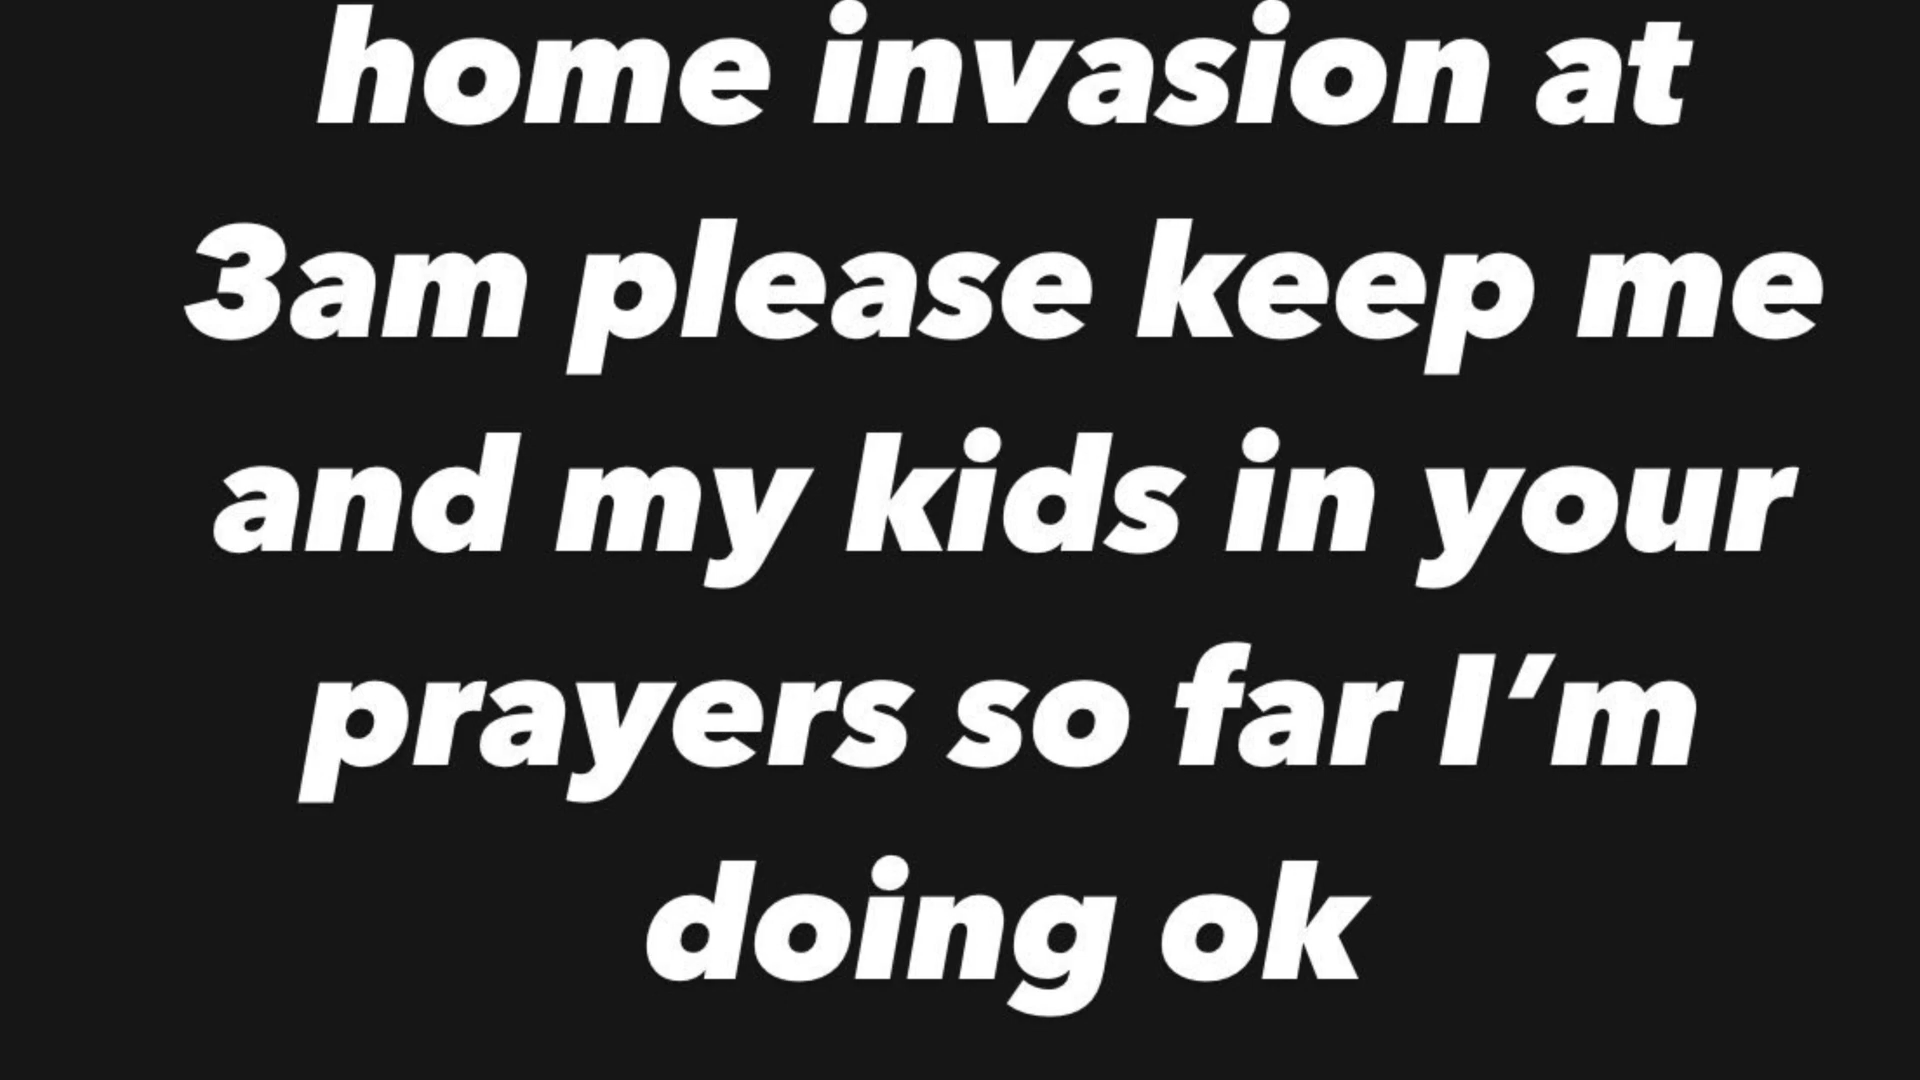 home invasion at
3am please keep me
and my kids in your
prayers so far I’m
doing ok